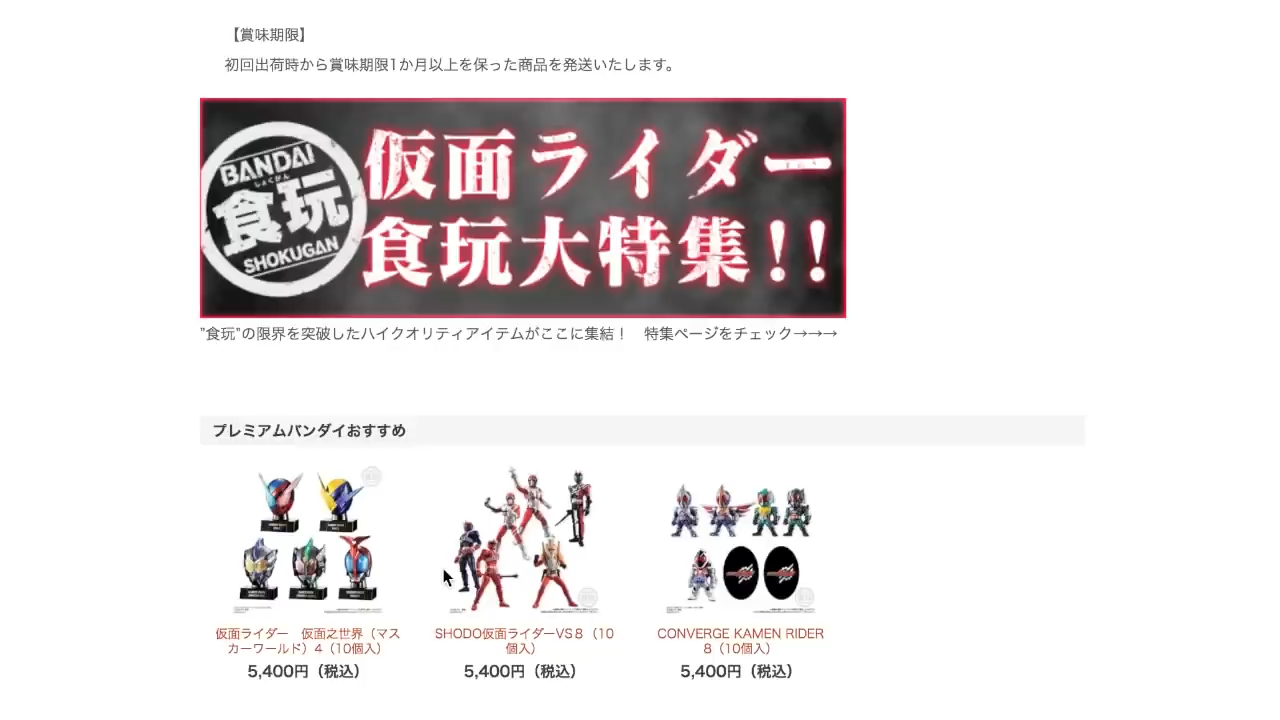 【賞味期限】
初回出荷時から賞味期限1か月以上を保った商品を発送いたします。
BANDAI
しょくがん
食玩
SHOKUGAN
仮面ライダー
食玩大特集!!
”食玩”の限界を突破したハイクオリティアイテムがここに集結！　特集ページをチェック→→→
プレミアムバンダイおすすめ
仮面ライダー　仮面之世界（マス
カーワールド）4（10個入）
5,400円（税込）
SHODO仮面ライダーVS８（10
個入）
5,400円（税込）
CONVERGE KAMEN RIDER
8（10個入）
5,400円（税込）